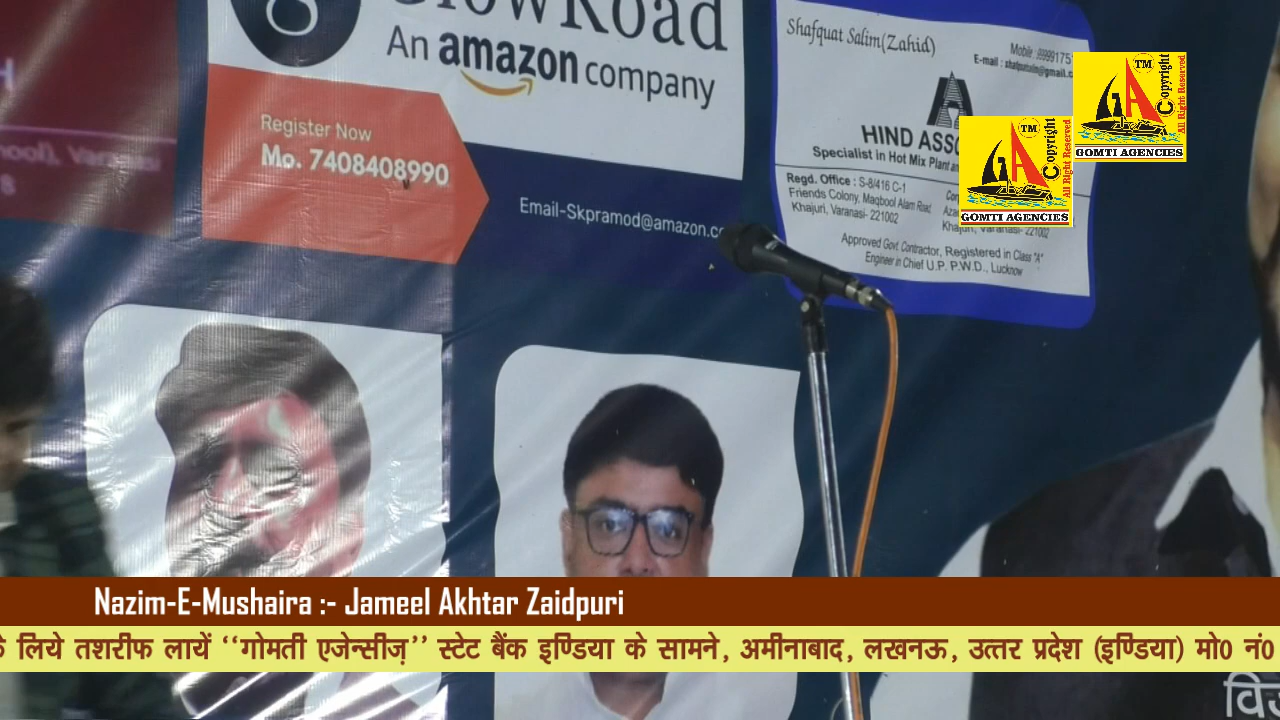 GlowRoad
An amazon company
Register Now
Mo. 7408408990
Email-Skpramod@amazon.co
Shafquat Salim(Zahid)
Mobile :
E-mail :
HIND ASSO
Specialist in Hot Mix Plant
Regd. Office : S-8/416 C-1
Friends Colony, Maqbool Alam Road
Khajuri, Varanasi- 221002
Khajuri, Varanasi- 221002
Approved Govt. Contractor, Registered in Class "A"
Engineer in Chief U.P. P.W.D., Lucknow
GA
TM
Copyright
All Right Reserved
GOMTI AGENCIES
GA
TM
Copyright
All Right Reserved
GOMTI AGENCIES
H
8
Nazim-E-Mushaira :- Jameel Akhtar Zaidpuri
लिये तशरीफ लायें ‘‘गोमती एजेन्सीज़’’ स्टेट बैंक इण्डिया के सामने, अमीनाबाद, लखनऊ, उत्तर प्रदेश (इण्डिया) मो0 नं0